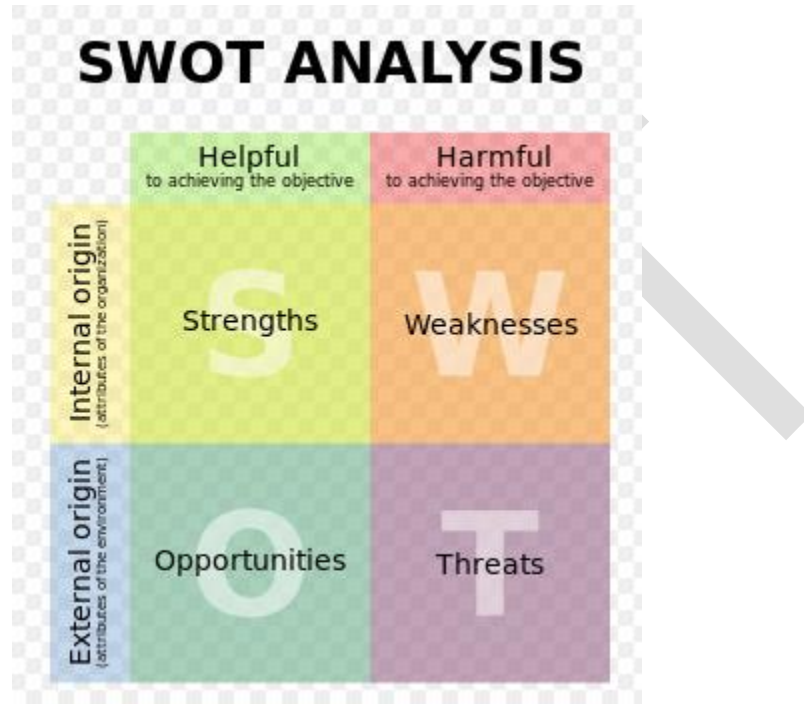 SWOT ANALYSIS
Helpful
to achieving the objective
Harmful
to achieving the objective
Internal origin
(attributes of the organization)
S
Strengths
W
Weaknesses
External origin
(attributes of the environment)
O
Opportunities
T
Threats